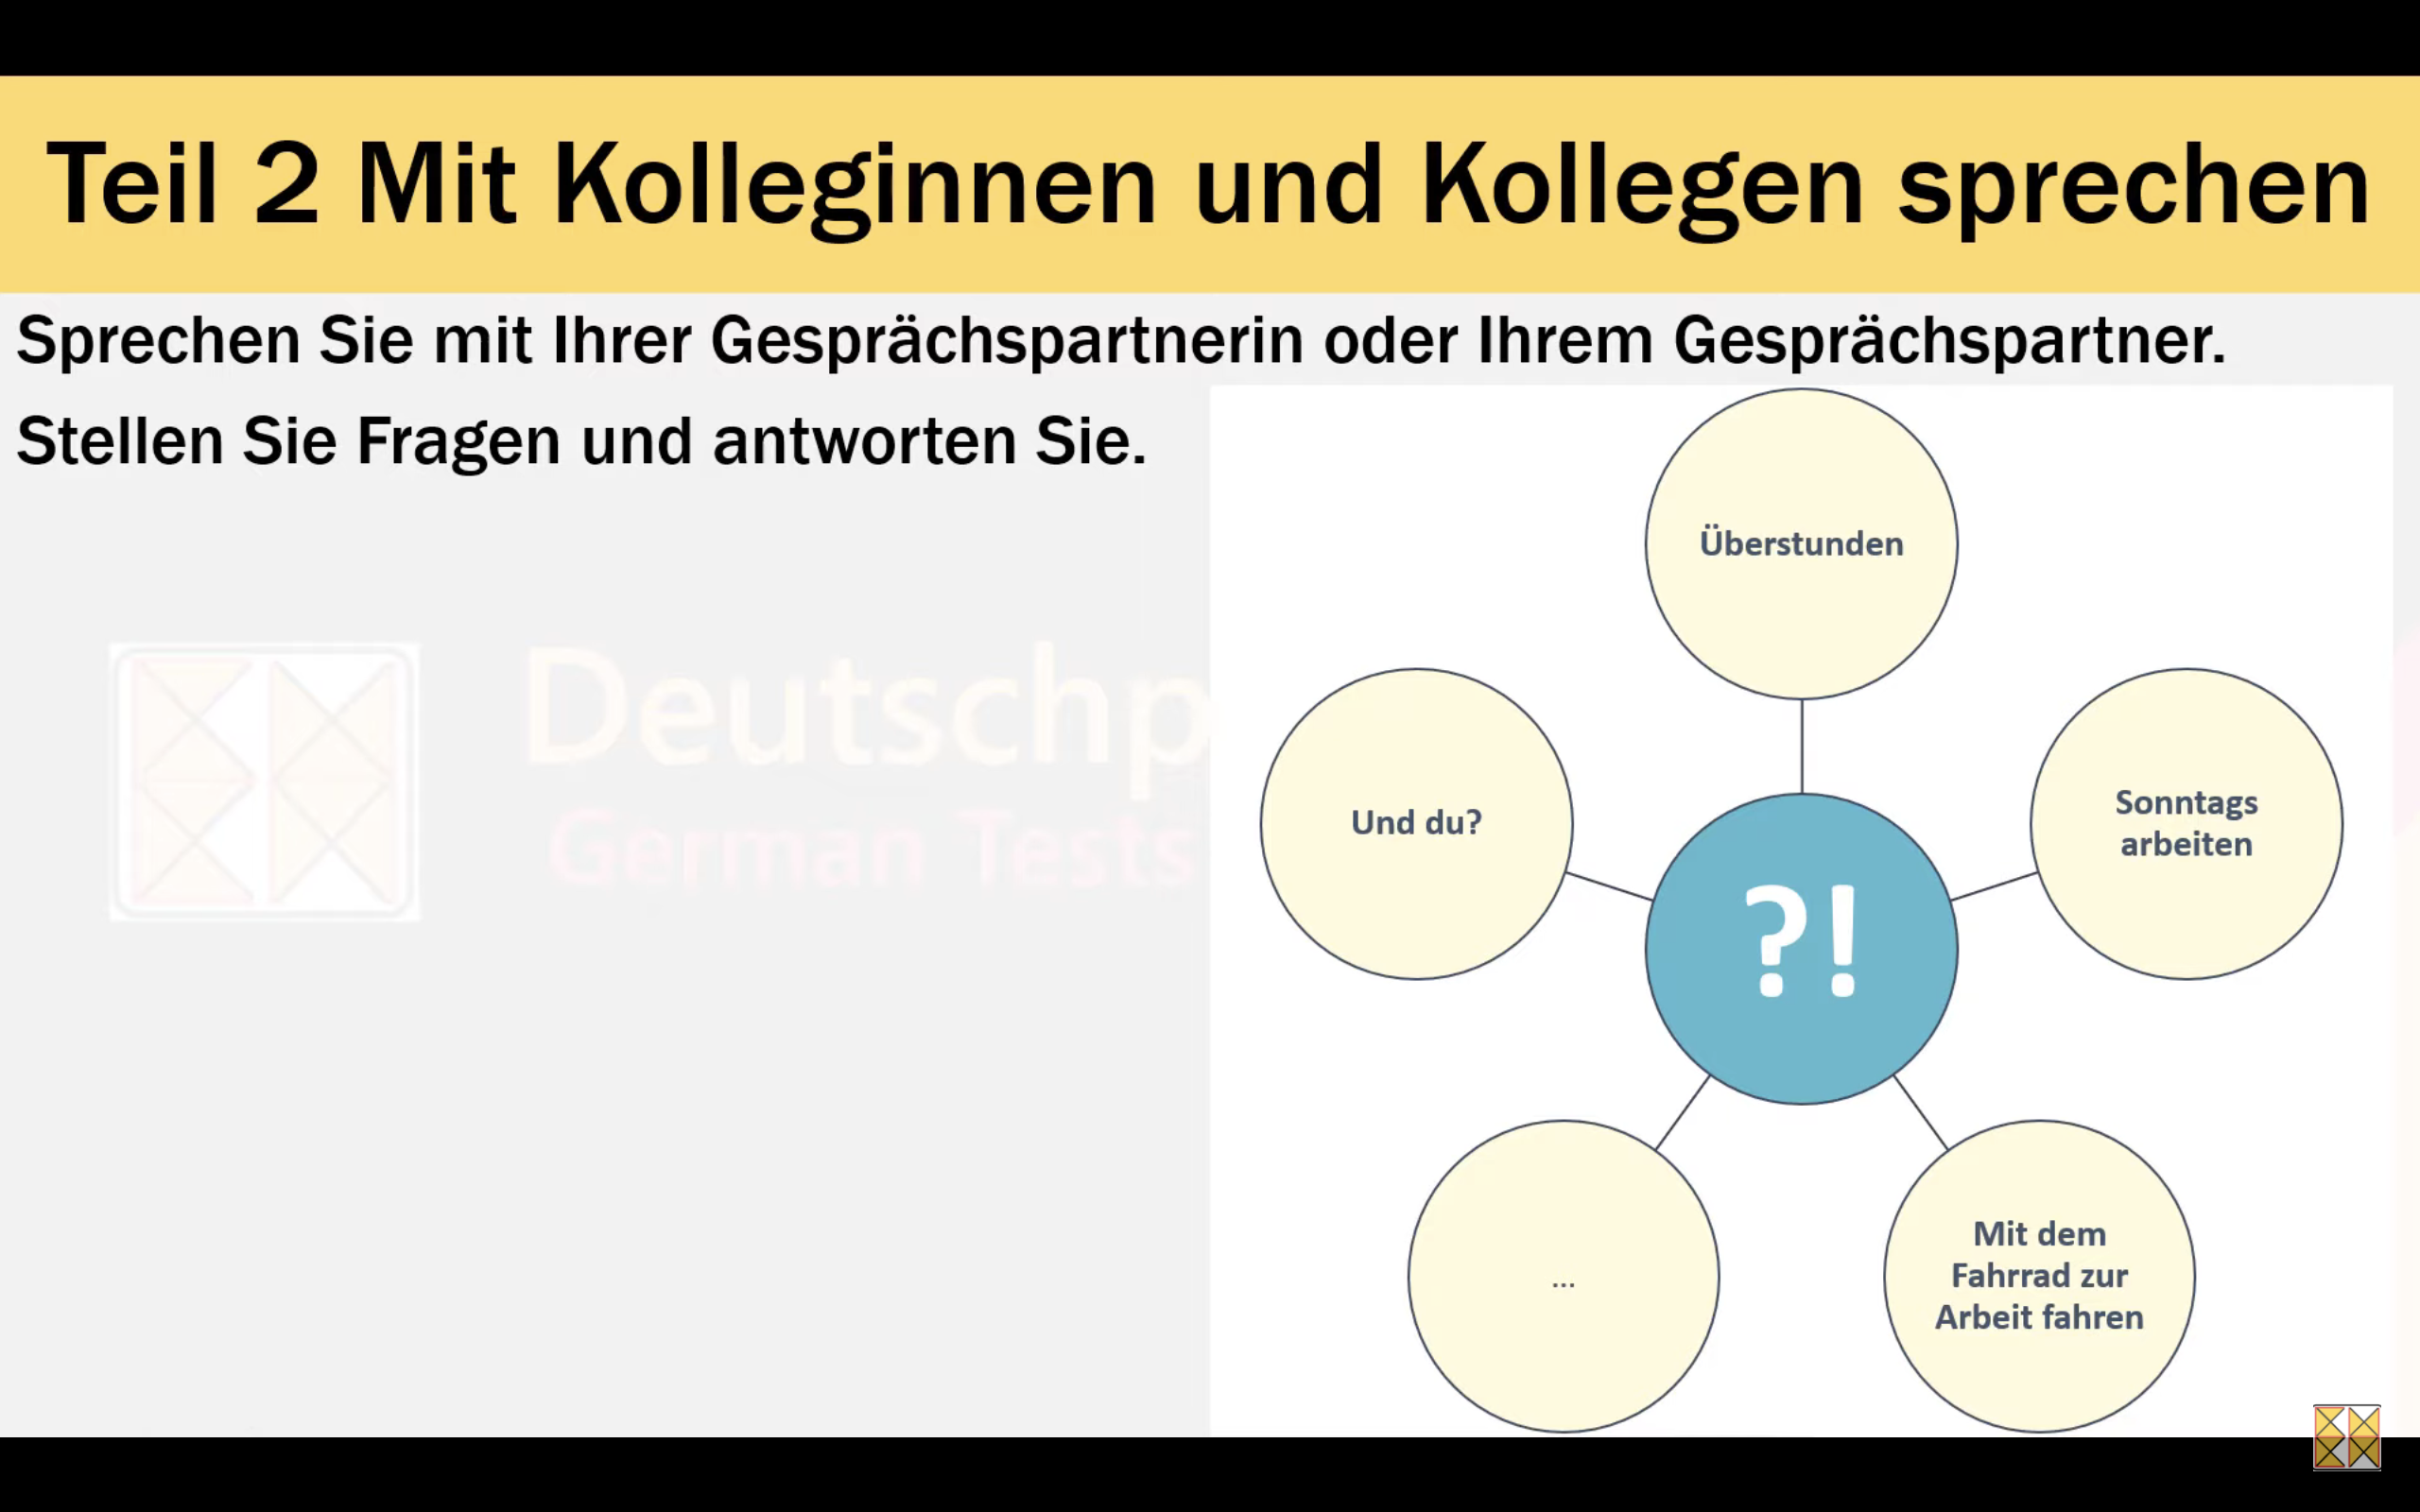 Teil 2 Mit Kolleginnen und Kollegen sprechen
Sprechen Sie mit Ihrer Gesprächspartnerin oder Ihrem Gesprächspartner.
Stellen Sie Fragen und antworten Sie.
Überstunden
Und du?
Sonntags
arbeiten
?!
...
Mit dem
Fahrrad zur
Arbeit fahren
Deutschp
German Tests